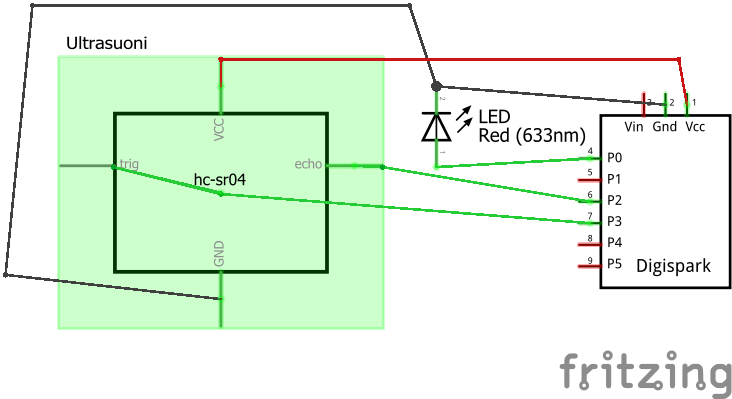 Ultrasuoni
VCC
trig
echo
hc-sr04
GND
2
LED
Red (633nm)
1
3
2
1
Vin
Gnd
Vcc
4
P0
5
P1
6
P2
7
P3
8
P4
9
P5
Digispark
fritzing